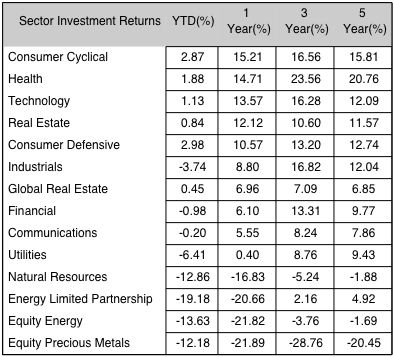 Sector Investment Returns YTD(%) 1 Year(%) 3 Year(%) 5 Year(%)
Consumer Cyclical 2.87 15.21 16.56 15.81
Health 1.88 14.71 23.56 20.76
Technology 1.13 13.57 16.28 12.09
Real Estate 0.84 12.12 10.60 11.57
Consumer Defensive 2.98 10.57 13.20 12.74
Industrials -3.74 8.80 16.82 12.04
Global Real Estate 0.45 6.96 7.09 6.85
Financial -0.98 6.10 13.31 9.77
Communications -0.20 5.55 8.24 7.86
Utilities -6.41 0.40 8.76 9.43
Natural Resources -12.86 -16.83 -5.24 -1.88
Energy Limited Partnership -19.18 -20.66 2.16 4.92
Equity Energy -13.63 -21.82 -3.76 -1.69
Equity Precious Metals -12.18 -21.89 -28.76 -20.45